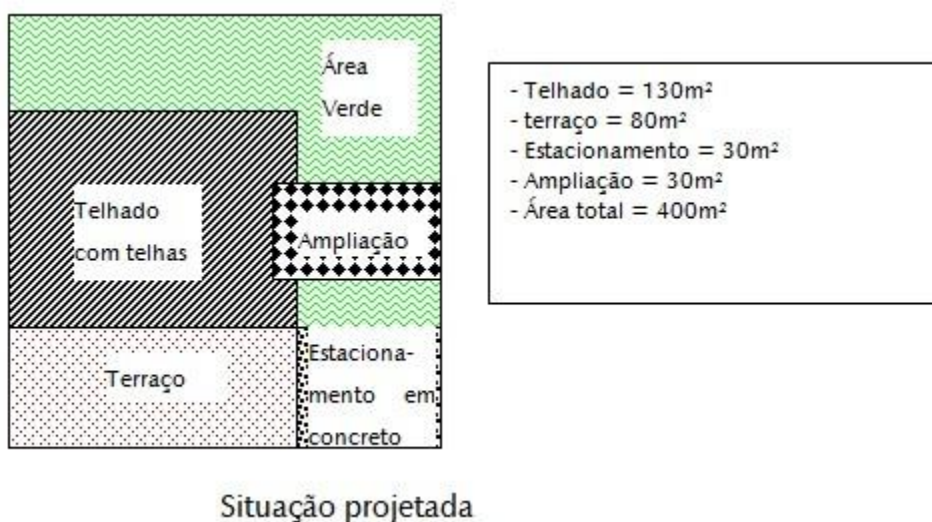 Área
Verde
Telhado
com telhas
Ampliação
Terraço
Estaciona-
mento em
concreto
- Telhado = 130m²
- terraço = 80m²
- Estacionamento = 30m²
- Ampliação = 30m²
- Área total = 400m²
Situação projetada